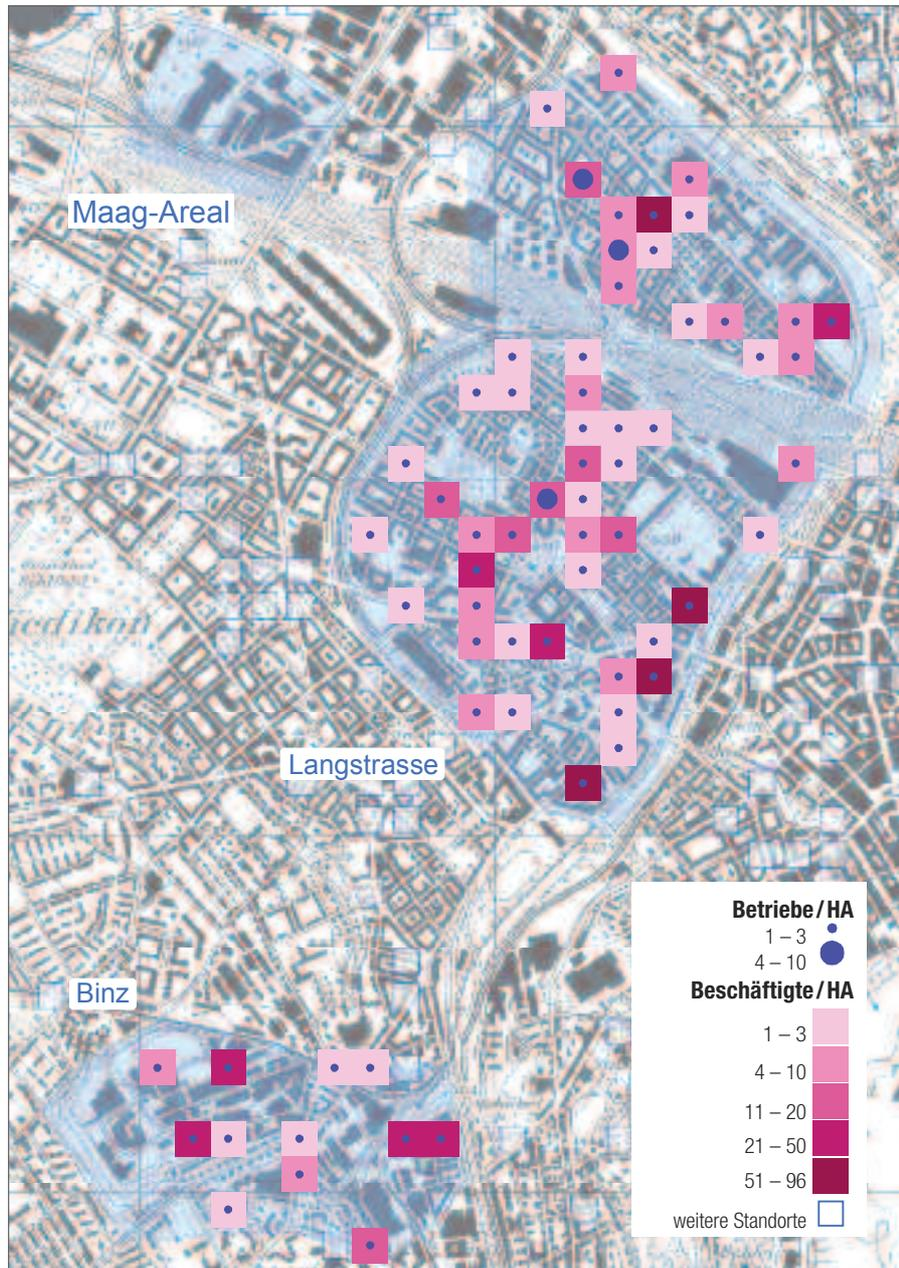 Maag-Areal
Langstrasse
Betriebe/HA
1 – 3
4 – 10
Beschäftigte/HA
1 – 3
4 – 10
11 – 20
21 – 50
51 – 96
weitere Standorte
Binz